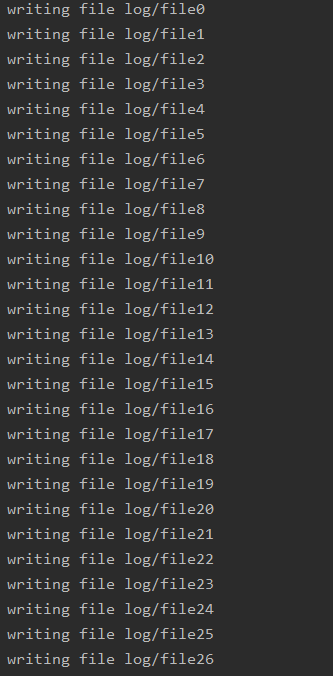 writing file log/file0
writing file log/file1
writing file log/file2
writing file log/file3
writing file log/file4
writing file log/file5
writing file log/file6
writing file log/file7
writing file log/file8
writing file log/file9
writing file log/file10
writing file log/file11
writing file log/file12
writing file log/file13
writing file log/file14
writing file log/file15
writing file log/file16
writing file log/file17
writing file log/file18
writing file log/file19
writing file log/file20
writing file log/file21
writing file log/file22
writing file log/file23
writing file log/file24
writing file log/file25
writing file log/file26